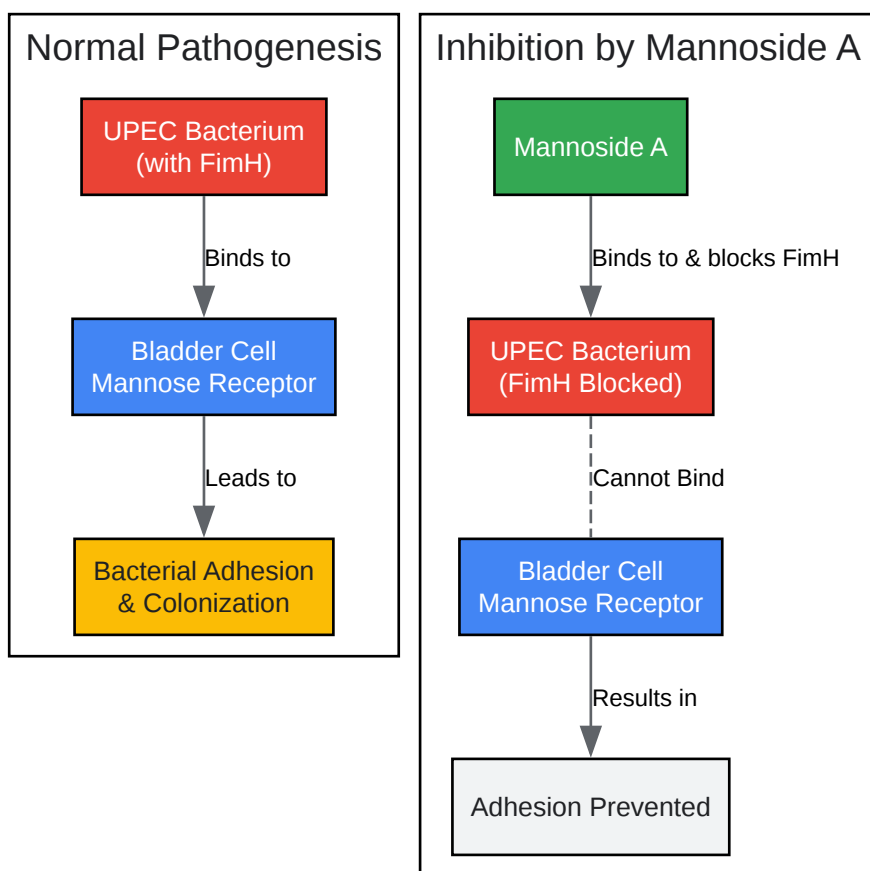 Normal Pathogenesis
UPEC Bacterium
(with FimH)
Binds to
Bladder Cell
Mannose Receptor
Leads to
Bacterial Adhesion
& Colonization
Inhibition by Mannoside A
Mannoside A
Binds to & blocks FimH
UPEC Bacterium
(FimH Blocked)
Cannot Bind
Bladder Cell
Mannose Receptor
Results in
Adhesion Prevented